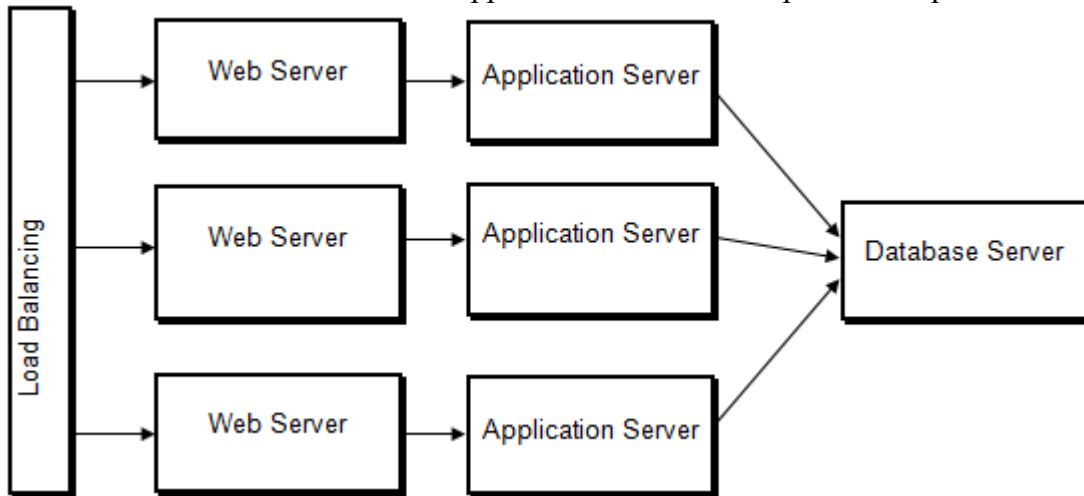 Web Server
Application Server
Web Server
Application Server
Database Server
Load Balancing
Web Server
Application Server